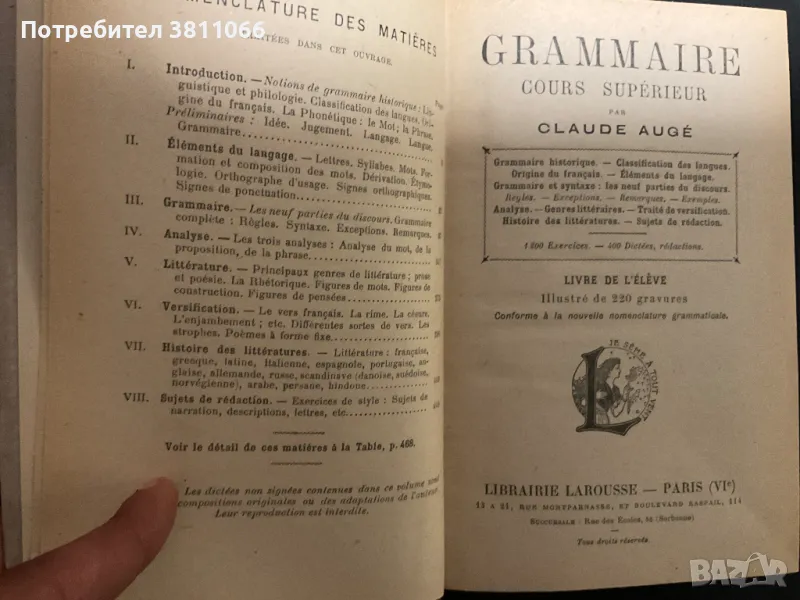 Потребител 3811066
MENCLATURE DES MATIÈRES
TRAITÉES DANS CET OUVRAGE
Pages
I. Introduction. — Notions de grammaire historique : Lin-
guistique et philologie. Classification des langues. Ori-
gine du français. La Phonétique : le Mot ; la Phrase.
Préliminaires : Idée. Jugement. Langage. Langue.
Grammaire.
II. Éléments du langage. — Lettres. Syllabes. Mots. For-
mation et composition des mots. Dérivation. Étymo-
logie. Orthographe d'usage. Signes orthographiques.
Signes de ponctuation.
III. Grammaire. — Les neuf parties du discours. Grammaire
complète : Règles. Syntaxe. Exceptions. Remarques.
IV. Analyse. — Les trois analyses : Analyse du mot, de la
proposition, de la phrase.
V. Littérature. — Principaux genres de littérature ; prose
et poésie. La Rhétorique. Figures de mots. Figures de
construction. Figures de pensées
VI. Versification. — Le vers français. La rime. La césure.
L'enjambement ; etc. Différentes sortes de vers. Les
strophes. Poèmes à forme fixe
VII. Histoire des littératures. — Littérature : française,
grecque, latine, italienne, espagnole, portugaise, an-
glaise, allemande, russe, scandinave (danoise, suédoise,
norvégienne), arabe, persane, hindoue
VIII. Sujets de rédaction. — Exercices de style : Sujets de
narration, descriptions, lettres, etc.
Voir le détail de ces matières à la Table, p. 468.
Les dictées non signées contenues dans ce volume sont
compositions originales ou des adaptations de l'auteur.
Leur reproduction est interdite.
GRAMMAIRE
COURS SUPÉRIEUR
PAR
CLAUDE AUGÉ
Grammaire historique. — Classification des langues.
Origine du français. — Éléments du langage.
Grammaire et syntaxe : les neuf parties du discours.
Règles. — Exceptions. — Remarques. — Exemples.
Analyse. — Genres littéraires. — Traité de versification.
Histoire des littératures. — Sujets de rédaction.
1200 Exercices. — 400 Dictées, rédactions.
LIVRE DE L'ÉLÈVE
Illustré de 220 gravures
Conforme à la nouvelle nomenclature grammaticale.
JE SÈME À TOUT VENT
L
LIBRAIRIE LAROUSSE — PARIS (VIe)
13 A 21, RUE MONTPARNASSE, ET BOULEVARD RASPAIL, 114
SUCCURSALE : Rue des Écoles, 58 (Sorbonne)
Tous droits réservés.
BAZAR